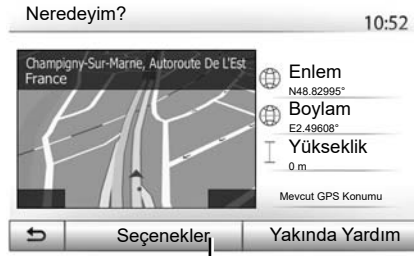 Neredeyim?
10:52
Champigny-Sur-Marne, Autoroute De L'Est
France
Enlem
N48.82995°
Boylam
E2.49608°
Yükseklik
0 m
Mevcut GPS Konumu
Seçenekler
Yakında Yardım